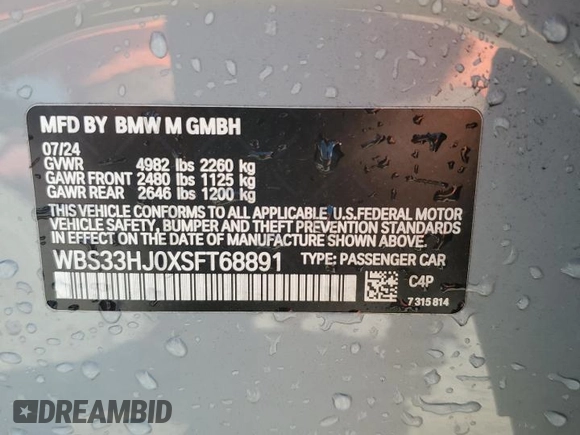 MFD BY BMW M GMBH
07/24
GVWR 4982 lbs 2260 kg
GAWR FRONT 2480 lbs 1125 kg
GAWR REAR 2646 lbs 1200 kg
THIS VEHICLE CONFORMS TO ALL APPLICABLE U.S.FEDERAL MOTOR
VEHICLE SAFETY, BUMPER AND THEFT PREVENTION STANDARDS
IN EFFECT ON THE DATE OF MANUFACTURE SHOWN ABOVE.
WBS33HJ0XSFT68891 TYPE: PASSENGER CAR
C4P
7 315 814
DREAMBID